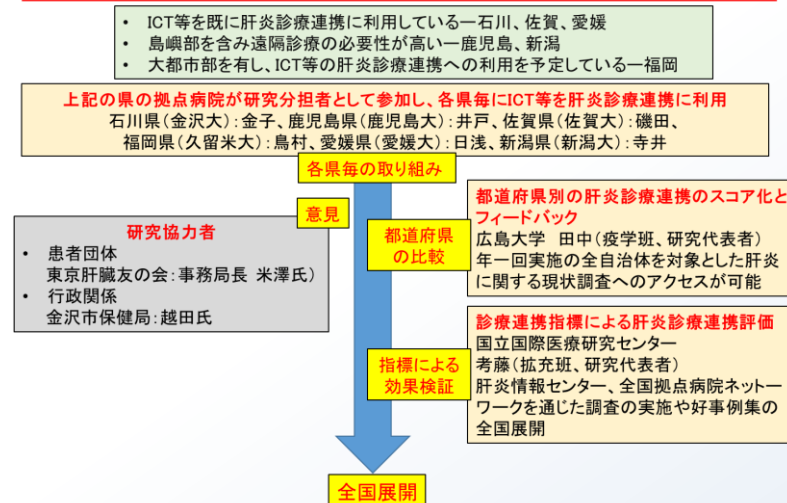 • ICT等を既に肝炎診療連携に利用している―石川、佐賀、愛媛
• 島嶼部を含み遠隔診療の必要性が高い―鹿児島、新潟
• 大都市部を有し、ICT等の肝炎診療連携への利用を予定している―福岡
上記の県の拠点病院が研究分担者として参加し、各県毎にICT等を肝炎診療連携に利用
石川県(金沢大):金子、鹿児島県(鹿児島大):井戸、佐賀県(佐賀大):磯田、
福岡県(久留米大):鳥村、愛媛県(愛媛大):日浅、新潟県(新潟大):寺井
各県毎の取り組み
意見
研究協力者
• 患者団体
東京肝臓友の会:事務局長 米澤氏)
• 行政関係
金沢市保健局:越田氏
都道府県
の比較
都道府県別の肝炎診療連携のスコア化と
フィードバック
広島大学 田中(疫学班、研究代表者)
年一回実施の全自治体を対象とした肝炎
に関する現状調査へのアクセスが可能
指標による
効果検証
診療連携指標による肝炎診療連携評価
国立国際医療研究センター
考藤(拡充班、研究代表者)
肝炎情報センター、全国拠点病院ネットー
ワークを通じた調査の実施や好事例集の
全国展開
全国展開